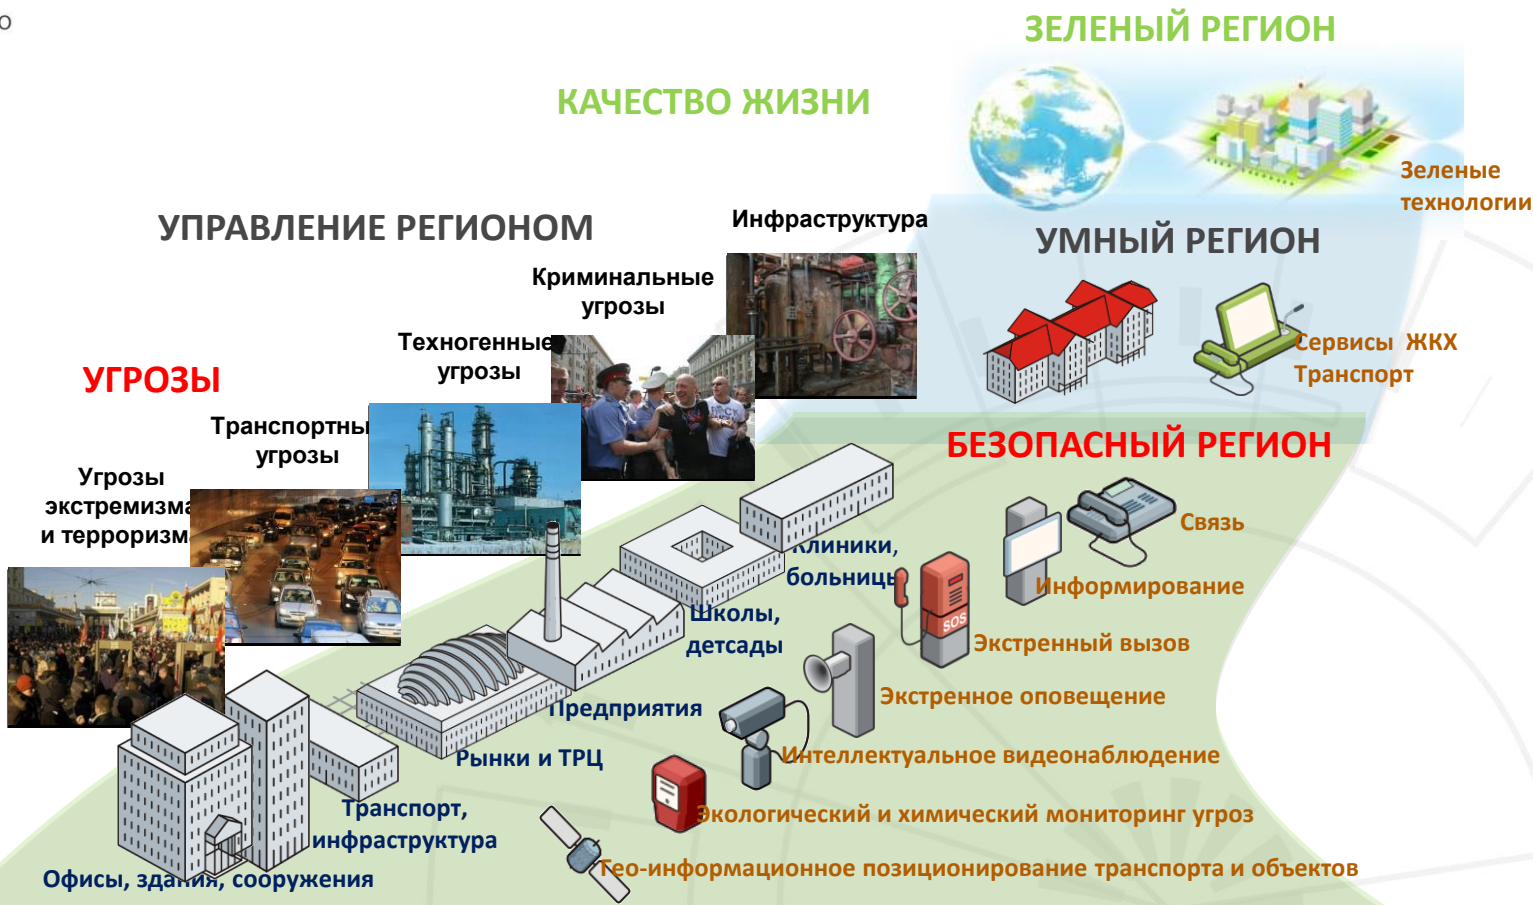 о
ЗЕЛЕНЫЙ РЕГИОН
КАЧЕСТВО ЖИЗНИ
Зеленые
технологии
УПРАВЛЕНИЕ РЕГИОНОМ
Инфраструктура
УМНЫЙ РЕГИОН
Криминальные
угрозы
Техногенные
угрозы
Сервисы ЖКХ
Транспорт
УГРОЗЫ
Транспортны
угрозы
БЕЗОПАСНЫЙ РЕГИОН
Угрозы
экстремизма
и терроризм
Связь
Клиники,
больницы
Информирование
Школы,
детсады
SOS
Экстренный вызов
Экстренное оповещение
Предприятия
Рынки и ТРЦ
Интеллектуальное видеонаблюдение
Транспорт,
инфраструктура
Экологический и химический мониторинг угроз
Гео-информационное позиционирование транспорта и объектов
Офисы, здания, сооружения